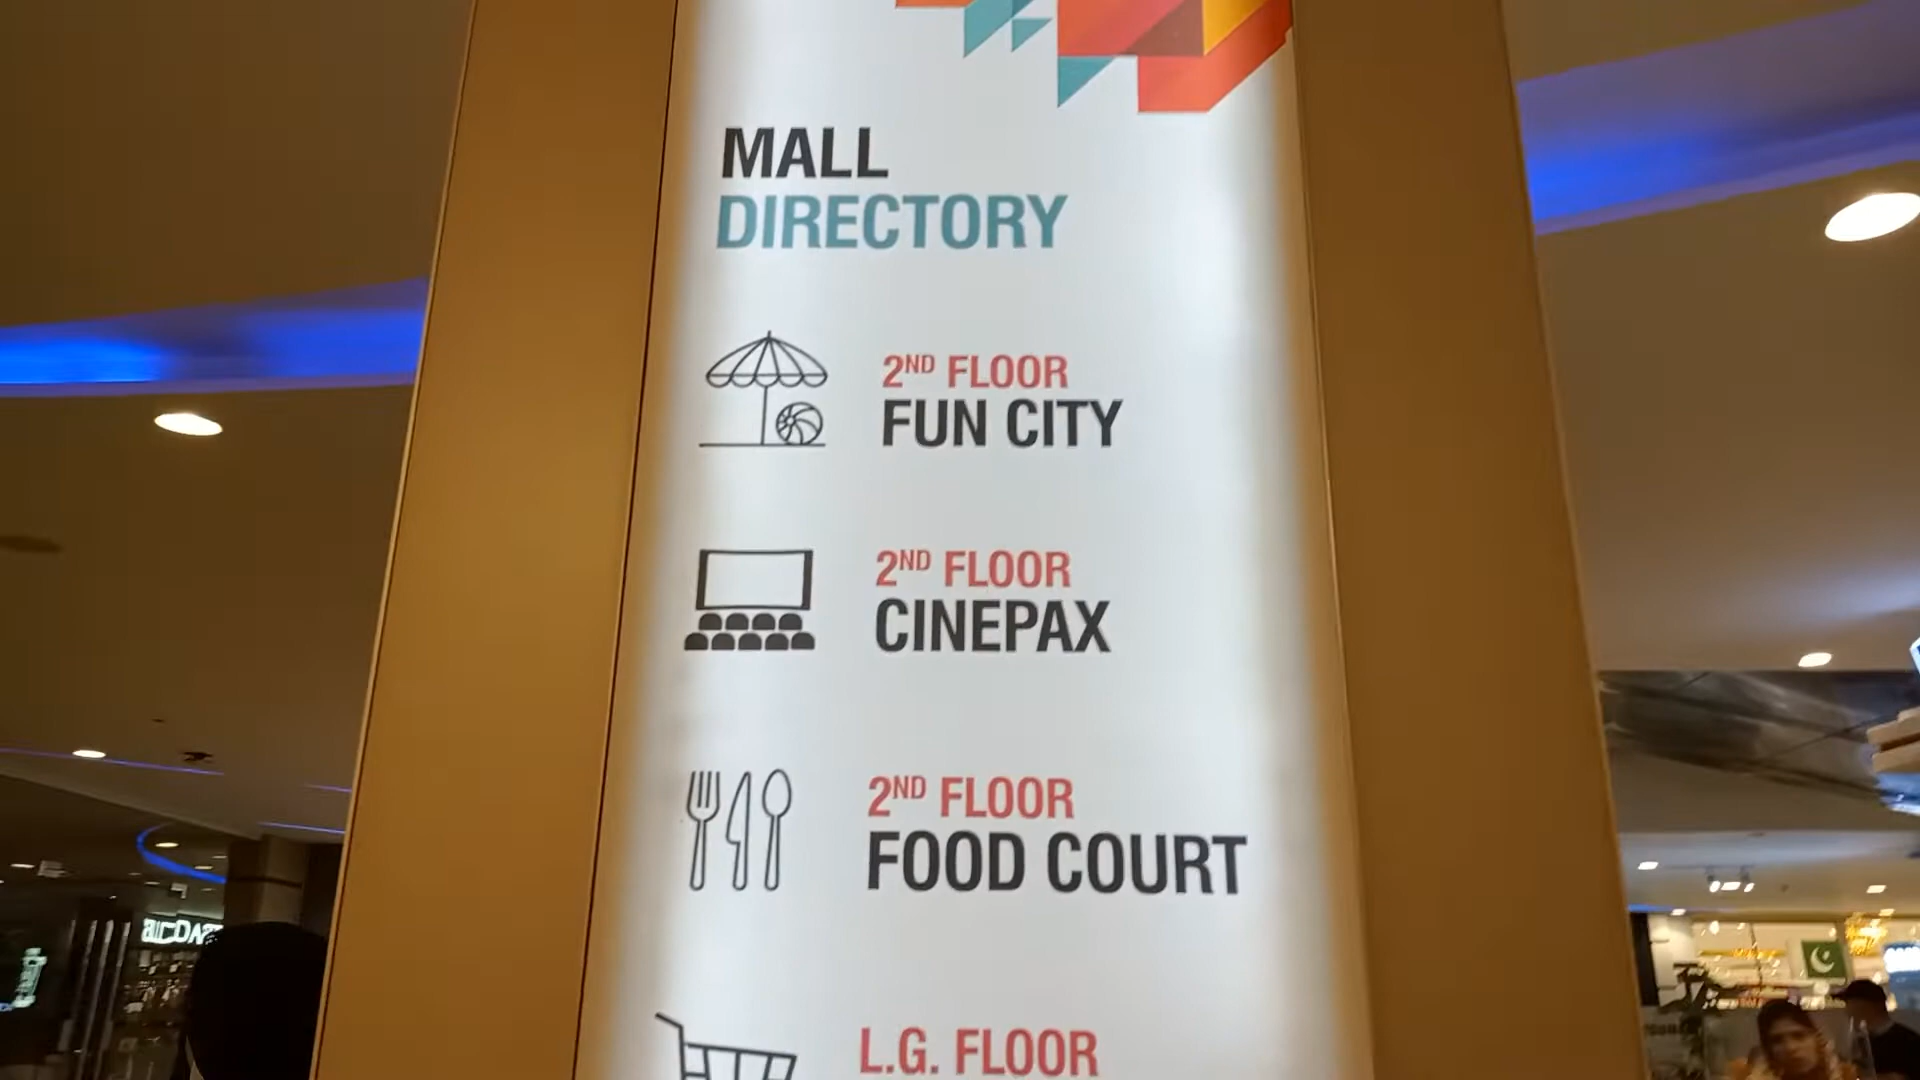 MALL
DIRECTORY
2ND FLOOR
FUN CITY
2ND FLOOR
CINEPAX
2ND FLOOR
FOOD COURT
L.G. FLOOR